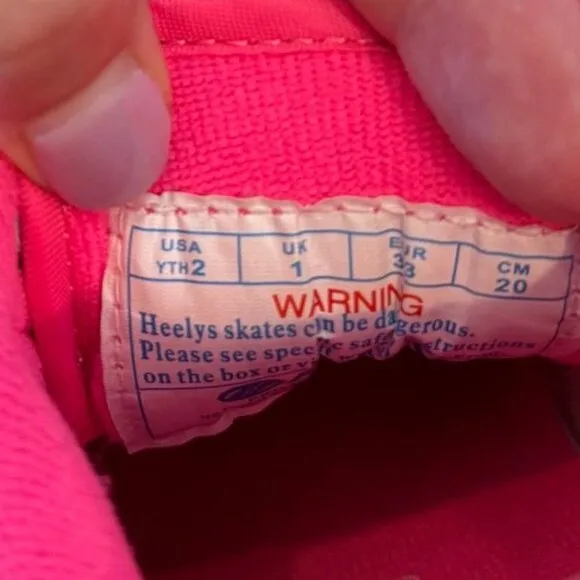 USA UK EUR CM
YTH2 1 33 20
WARNING
Heelys skates can be dangerous.
Please see specific safety instructions
on the box or